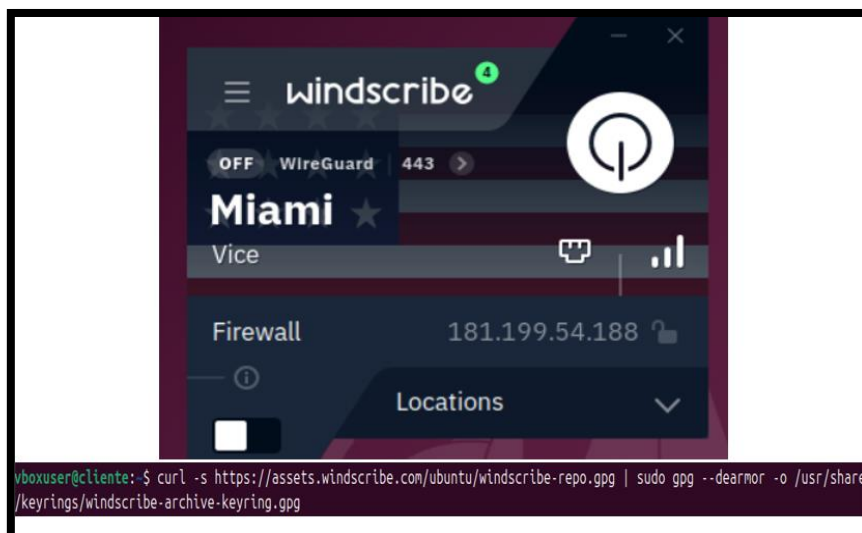 windscribe 4
OFF WireGuard 443
Miami
Vice
Firewall 181.199.54.188
Locations
vboxuser@cliente:~$ curl -s https://assets.windscribe.com/ubuntu/windscribe-repo.gpg | sudo gpg --dearmor -o /usr/share
/keyrings/windscribe-archive-keyring.gpg